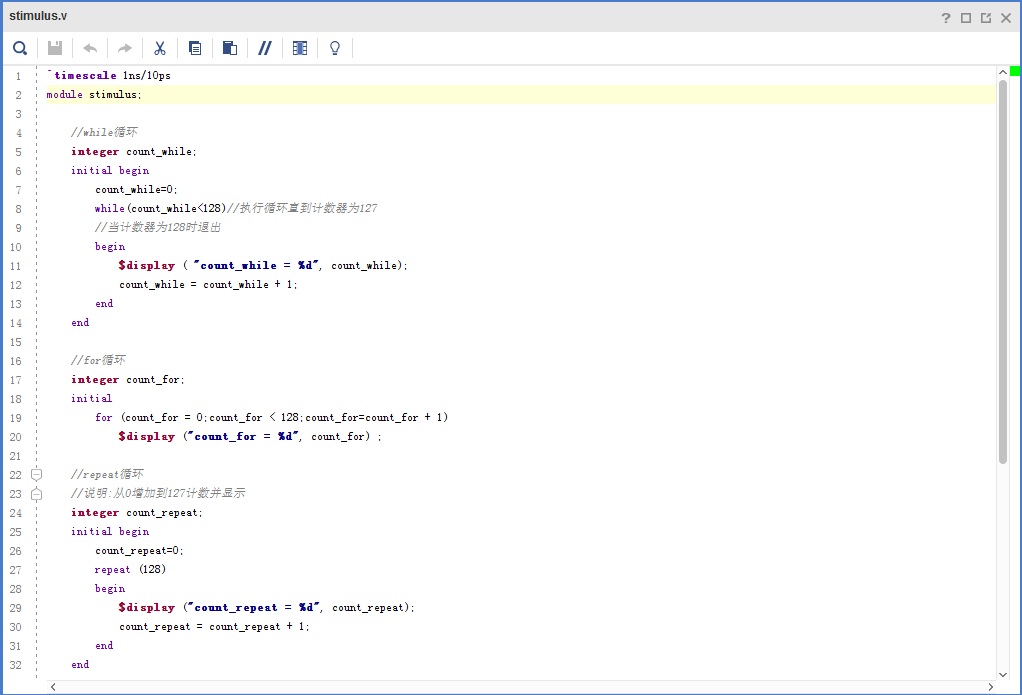 stimulus.v
1 `timescale 1ns/10ps
2 module stimulus;
3
4 //while循环
5 integer count_while;
6 initial begin
7 count_while=0;
8 while(count_while<128)//执行循环直到计数器为127
9 //当计数器为128时退出
10 begin
11 $display ( "count_while = %d", count_while);
12 count_while = count_while + 1;
13 end
14 end
15
16 //for循环
17 integer count_for;
18 initial
19 for (count_for = 0;count_for < 128;count_for=count_for + 1)
20 $display ("count_for = %d", count_for) ;
21
22 //repeat循环
23 //说明:从0增加到127计数并显示
24 integer count_repeat;
25 initial begin
26 count_repeat=0;
27 repeat (128)
28 begin
29 $display ("count_repeat = %d", count_repeat);
30 count_repeat = count_repeat + 1;
31 end
32 end